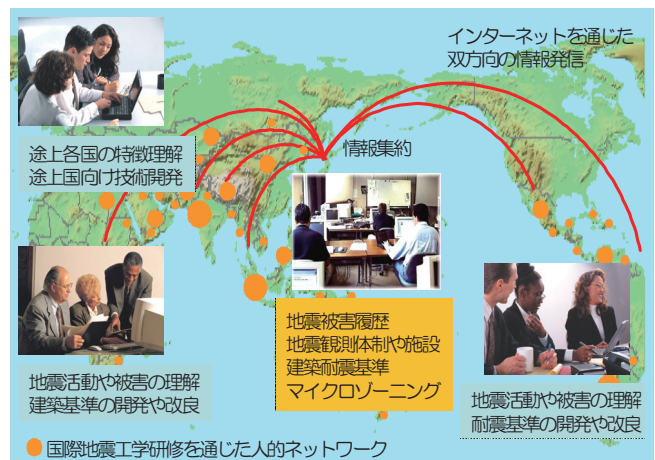 インターネットを通じた
双方向の情報発信
途上各国の特徴理解
途上国向け技術開発
情報集約
地震被害履歴
地震観測体制や施設
建築耐震基準
マイクロゾーニング
地震活動や被害の理解
建築基準の開発や改良
地震活動や被害の理解
耐震基準の開発や改良
国際地震工学研修を通じた人的ネットワーク